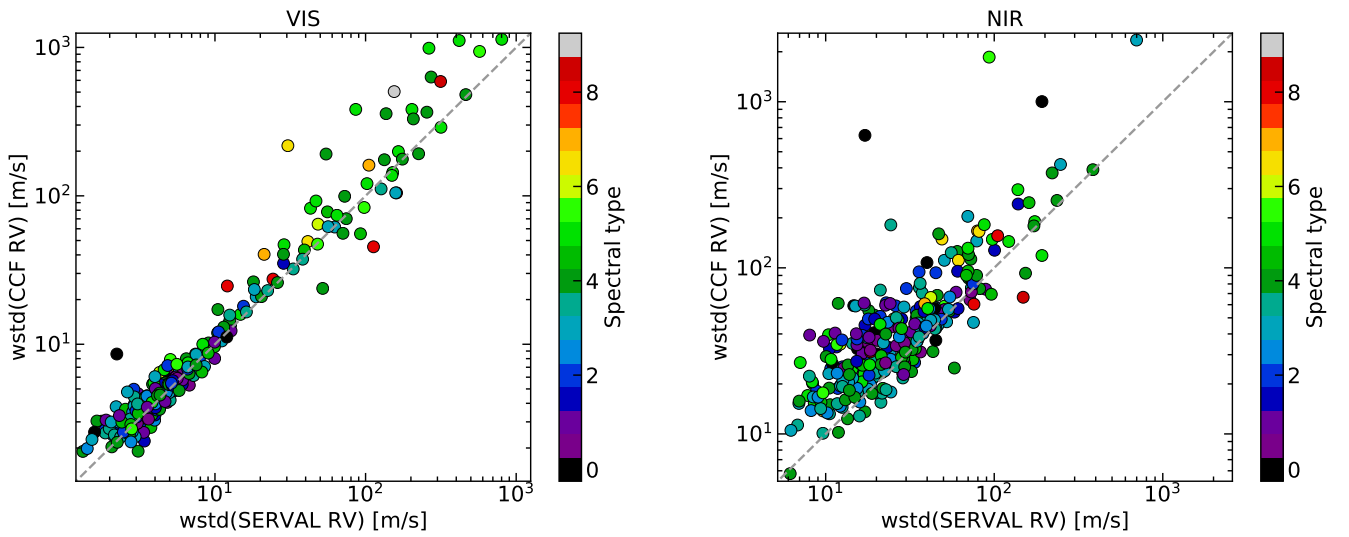 VIS
10³
10²
10¹
wstd(CCF RV) [m/s]
10¹ 10² 10³
wstd(SERVAL RV) [m/s]
8
6
4
2
0
Spectral type
NIR
10³
10²
10¹
wstd(CCF RV) [m/s]
10¹ 10² 10³
wstd(SERVAL RV) [m/s]
8
6
4
2
0
Spectral type